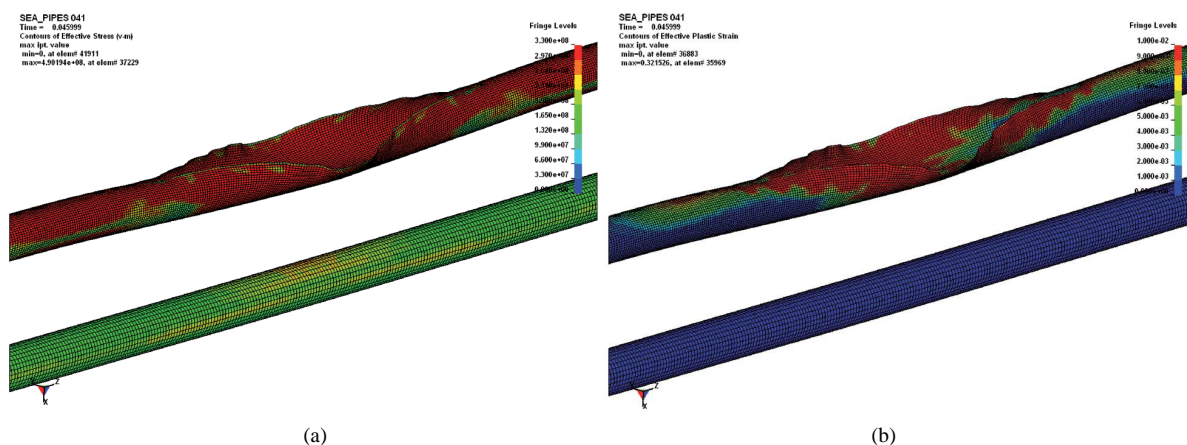 SEA_PIPES 041
Time = 0.045999
Contours of Effective Stress (v-m)
max ipt. value
min=0, at elem# 41911
max=4.90194e+08, at elem# 37229
Fringe Levels
3.300e+08
2.970
1.650e+08
1.320e+08
9.900e+07
6.600e+07
3.300e+07
Z
X
(a)
SEA_PIPES 041
Time = 0.045999
Contours of Effective Plastic Strain
max ipt. value
min=0, at elem# 36883
max=0.321526, at elem# 35969
Fringe Levels
1.000e-02
5.000e-03
4.000e-03
3.000e-03
2.000e-03
1.000e-03
Z
X
(b)